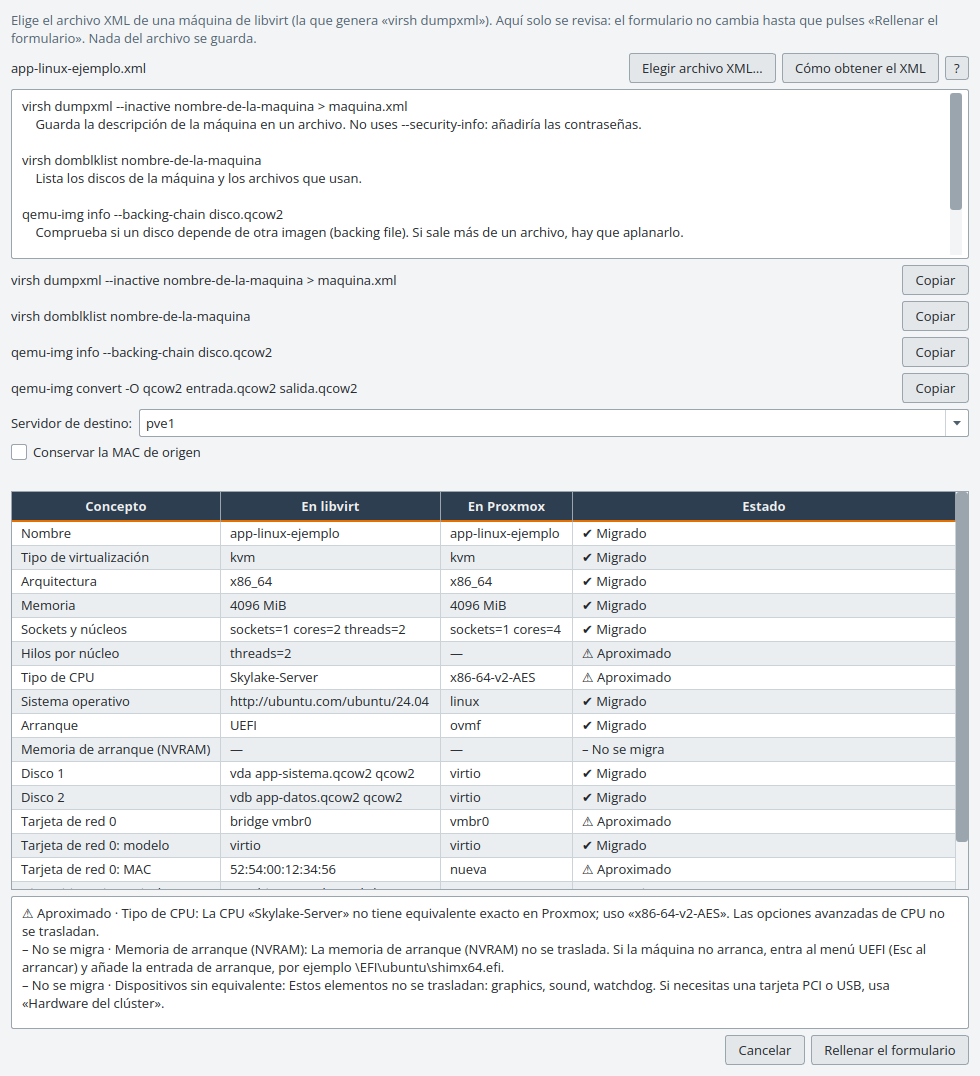 Elige el archivo XML de una máquina de libvirt (la que genera «virsh dumpxml»). Aquí solo se revisa: el formulario no cambia hasta que pulses «Rellenar el
formulario». Nada del archivo se guarda.
app-linux-ejemplo.xml
Elegir archivo XML...
Cómo obtener el XML
?
virsh dumpxml --inactive nombre-de-la-maquina > maquina.xml
Guarda la descripción de la máquina en un archivo. No uses --security-info: añadiría las contraseñas.
virsh domblklist nombre-de-la-maquina
Lista los discos de la máquina y los archivos que usan.
qemu-img info --backing-chain disco.qcow2
Comprueba si un disco depende de otra imagen (backing file). Si sale más de un archivo, hay que aplanarlo.
virsh dumpxml --inactive nombre-de-la-maquina > maquina.xml Copiar
virsh domblklist nombre-de-la-maquina Copiar
qemu-img info --backing-chain disco.qcow2 Copiar
qemu-img convert -O qcow2 entrada.qcow2 salida.qcow2 Copiar
Servidor de destino: pve1
Conservar la MAC de origen
Concepto En libvirt En Proxmox Estado
Nombre app-linux-ejemplo app-linux-ejemplo ✔ Migrado
Tipo de virtualización kvm kvm ✔ Migrado
Arquitectura x86_64 x86_64 ✔ Migrado
Memoria 4096 MiB 4096 MiB ✔ Migrado
Sockets y núcleos sockets=1 cores=2 threads=2 sockets=1 cores=4 ✔ Migrado
Hilos por núcleo threads=2 — ⚠ Aproximado
Tipo de CPU Skylake-Server x86-64-v2-AES ⚠ Aproximado
Sistema operativo http://ubuntu.com/ubuntu/24.04 linux ✔ Migrado
Arranque UEFI ovmf ✔ Migrado
Memoria de arranque (NVRAM) — — – No se migra
Disco 1 vda app-sistema.qcow2 qcow2 virtio ✔ Migrado
Disco 2 vdb app-datos.qcow2 qcow2 virtio ✔ Migrado
Tarjeta de red 0 bridge vmbr0 vmbr0 ⚠ Aproximado
Tarjeta de red 0: modelo virtio virtio ✔ Migrado
Tarjeta de red 0: MAC 52:54:00:12:34:56 nueva ⚠ Aproximado
⚠ Aproximado · Tipo de CPU: La CPU «Skylake-Server» no tiene equivalente exacto en Proxmox; uso «x86-64-v2-AES». Las opciones avanzadas de CPU no
se trasladan.
– No se migra · Memoria de arranque (NVRAM): La memoria de arranque (NVRAM) no se traslada. Si la máquina no arranca, entra al menú UEFI (Esc al
arrancar) y añade la entrada de arranque, por ejemplo \EFI\ubuntu\shimx64.efi.
– No se migra · Dispositivos sin equivalente: Estos elementos no se trasladan: graphics, sound, watchdog. Si necesitas una tarjeta PCI o USB, usa
«Hardware del clúster».
Cancelar
Rellenar el formulario